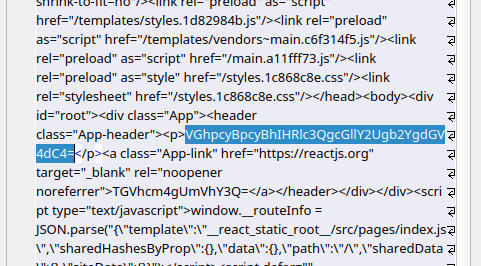 shrink-to-fit=no"/><link rel="preload" as="script"
href="/templates/styles.1d82984b.js"/><link rel="preload"
as="script" href="/templates/vendors~main.c6f314f5.js"/><link
rel="preload" as="script" href="/main.a11fff73.js"/><link
rel="preload" as="style" href="/styles.1c868c8e.css"/><link
rel="stylesheet" href="/styles.1c868c8e.css"/></head><body><div
id="root"><div class="App"><header
class="App-header"><p>VGhpcyBpcyBhIHRlc3QgcGllY2Ugb2YgdGV
4dC4=</p><a class="App-link" href="https://reactjs.org"
target="_blank" rel="noopener
noreferrer">TGVhcm4gUmVhY3Q=</a></header></div></div><scri
pt type="text/javascript">window.__routeInfo =
JSON.parse("{\"template\":\"__react_static_root__/src/pages/index.js
\",\"sharedHashesByProp\":{},\"data\":{},\"path\":\"/\",\"sharedData